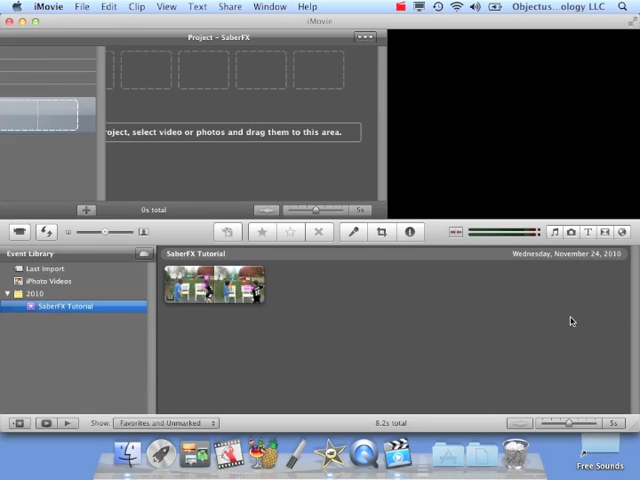 iMovie File Edit Clip View Text Share Window Help Objectus...ology LLC
iMovie
Project – SaberFX
roject, select video or photos and drag them to this area.
0s total 5s
Event Library
SaberFX Tutorial Wednesday, November 24, 2010
Last Import
iPhoto Videos
2010
SaberFX Tutorial
Show: Favorites and Unmarked 8.2s total 5s
Free Sounds